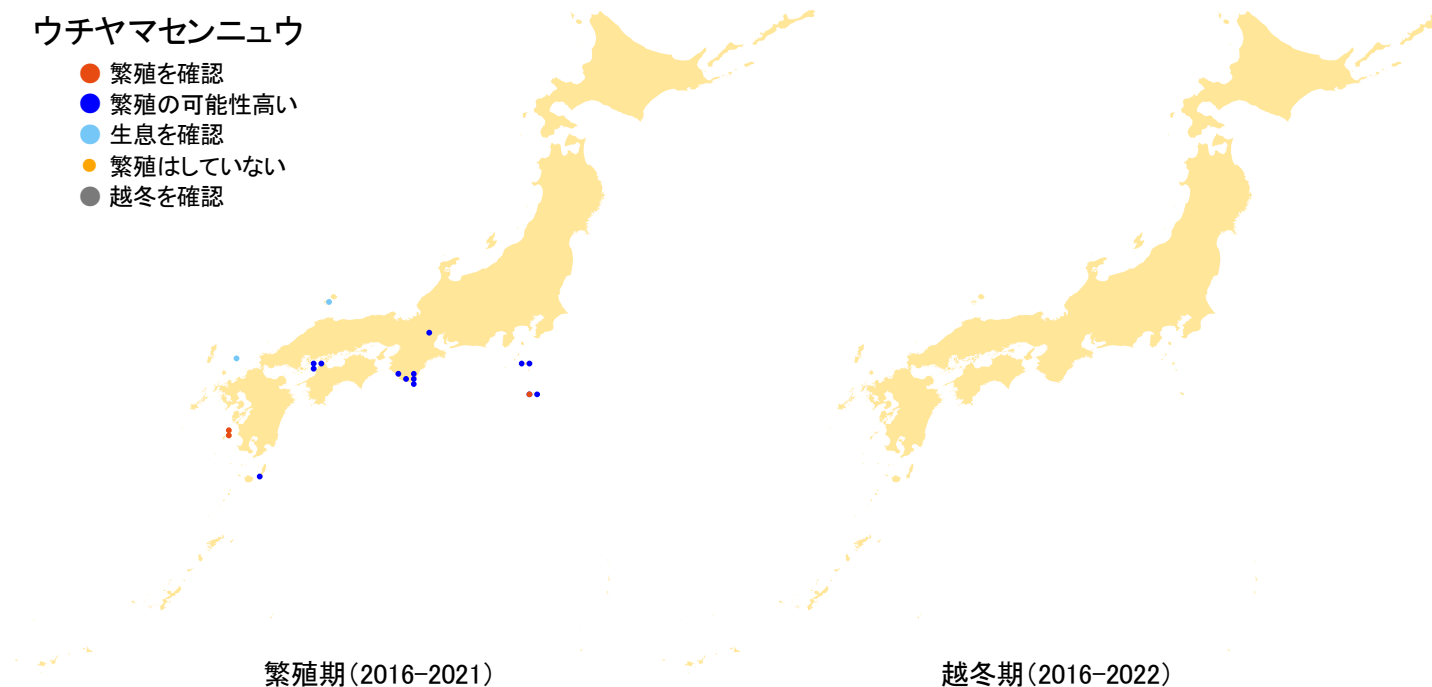 ウチヤマセンニュウ
繁殖を確認
繁殖の可能性高い
生息を確認
繁殖はしていない
越冬を確認
繁殖期(2016-2021)
越冬期(2016-2022)